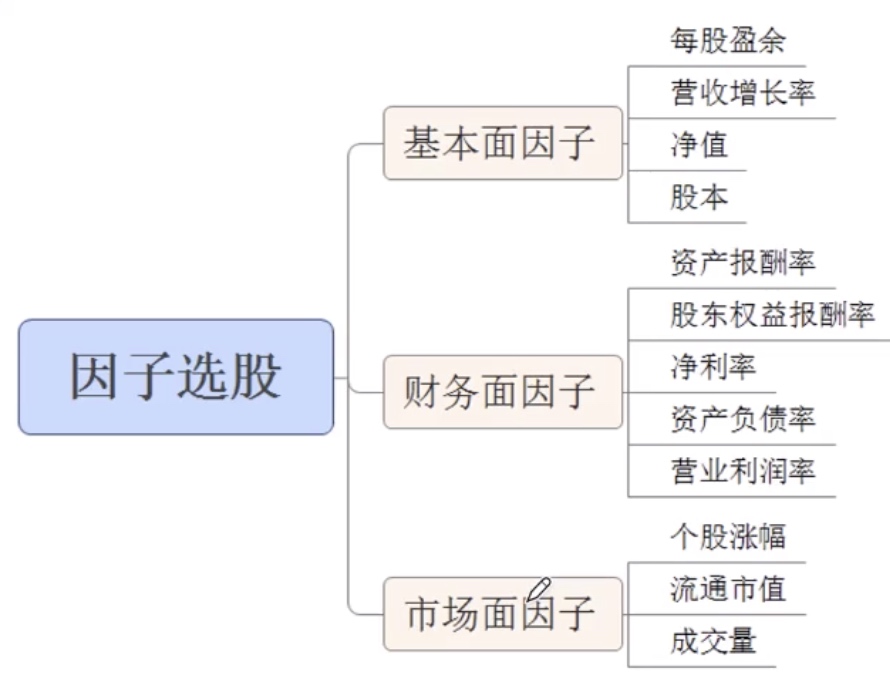 因子选股
基本面因子
每股盈余
营收增长率
净值
股本
财务面因子
资产报酬率
股东权益报酬率
净利率
资产负债率
营业利润率
市场面因子
个股涨幅
流通市值
成交量